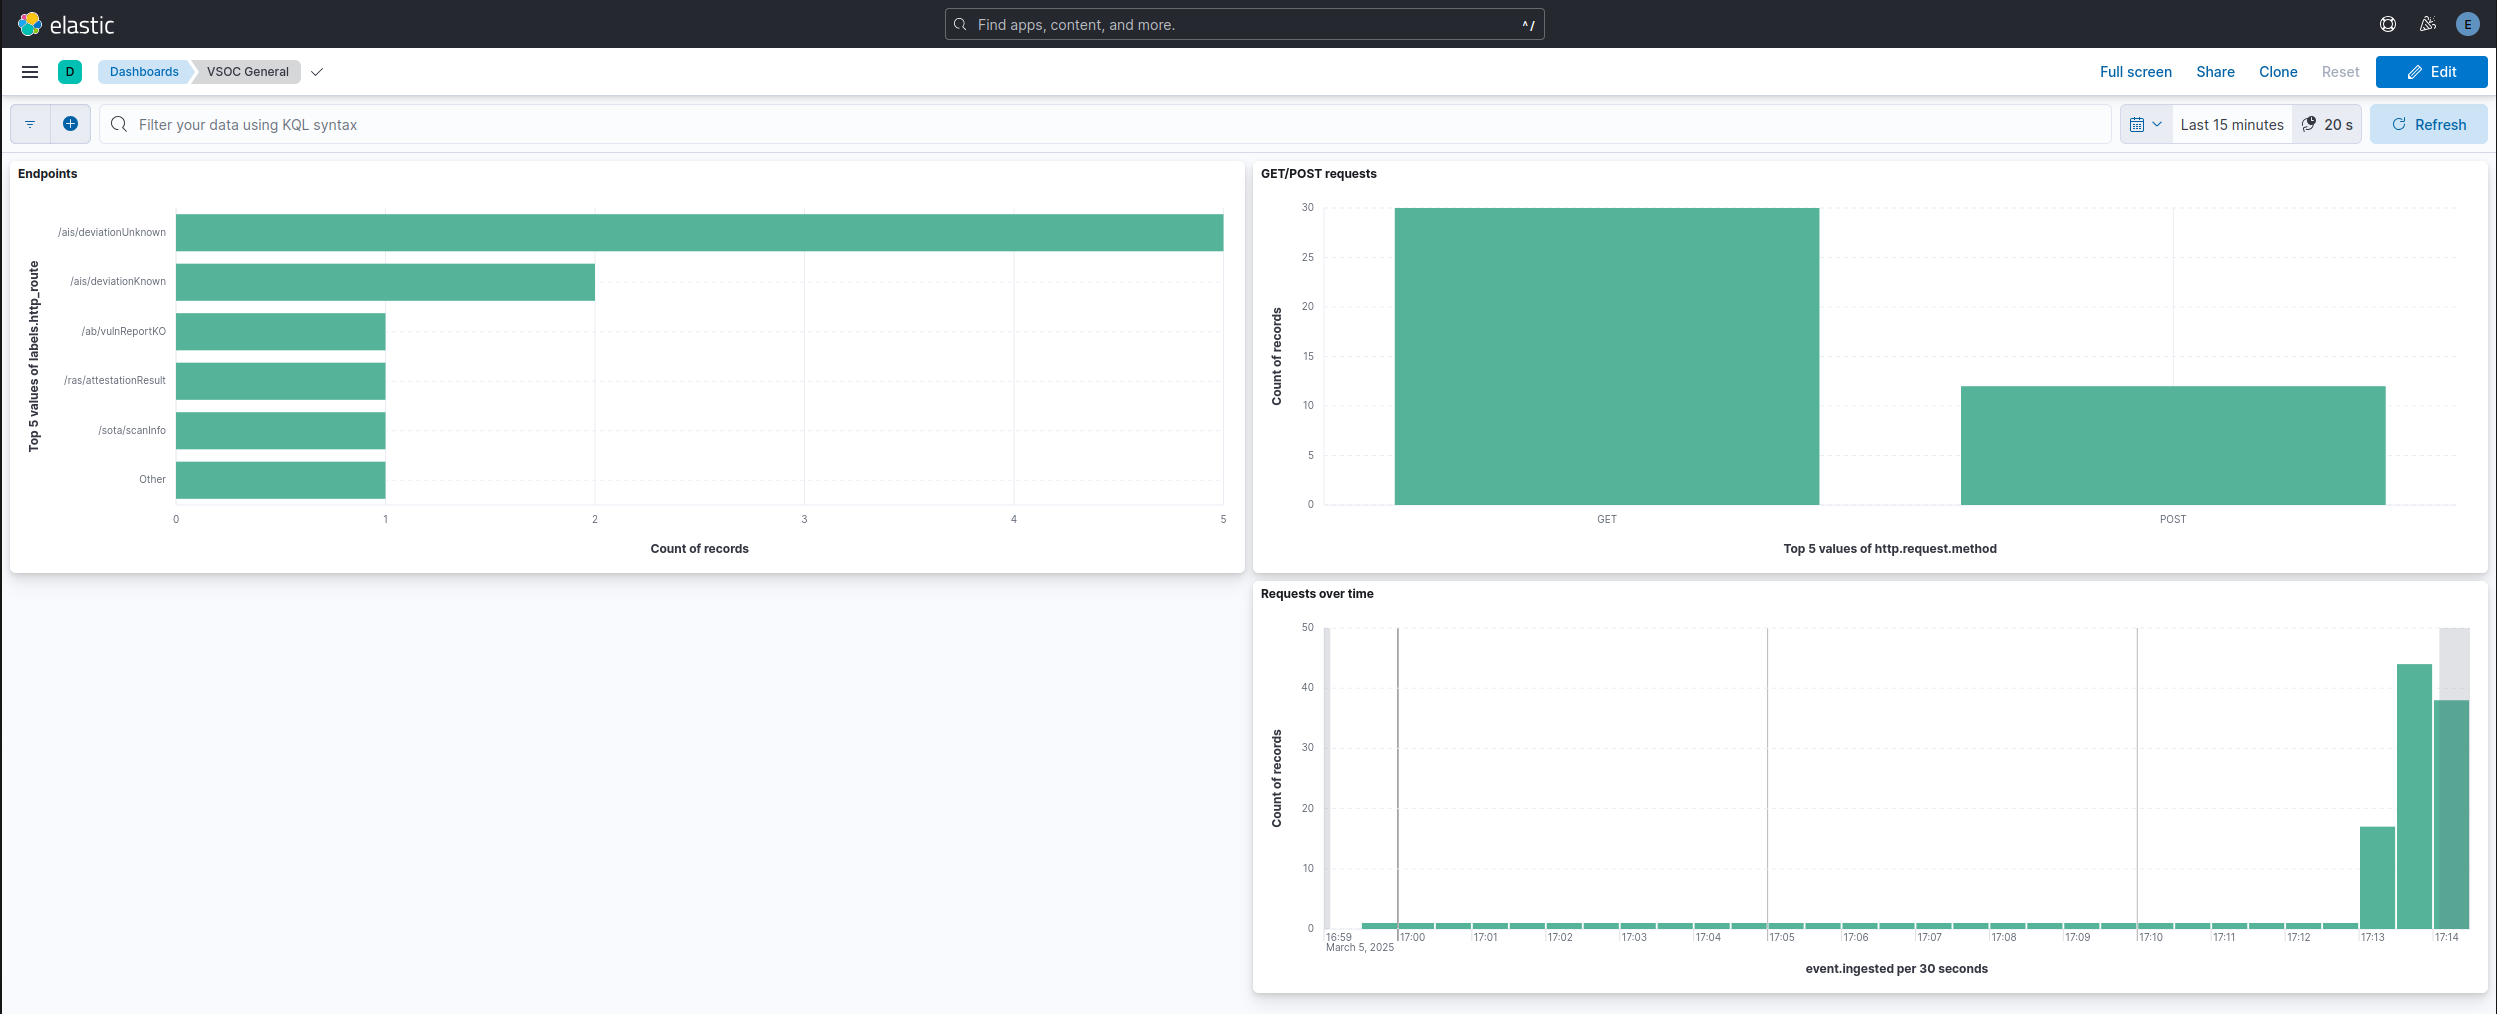 elastic
Find apps, content, and more.
^/
E
D
Dashboards
VSOC General
Full screen
Share
Clone
Reset
Edit
Filter your data using KQL syntax
Last 15 minutes
20 s
Refresh
Endpoints
Top 5 values of labels.http_route
/ais/deviationUnknown
/ais/deviationKnown
/ab/vulnReportKO
/ras/attestationResult
/sota/scanInfo
Other
0 1 2 3 4 5
Count of records
GET/POST requests
Count of records
30
25
20
15
10
5
0
GET POST
Top 5 values of http.request.method
Requests over time
Count of records
50
40
30
20
10
0
16:59 17:00 17:01 17:02 17:03 17:04 17:05 17:06 17:07 17:08 17:09 17:10 17:11 17:12 17:13 17:14
March 5, 2025
event.ingested per 30 seconds